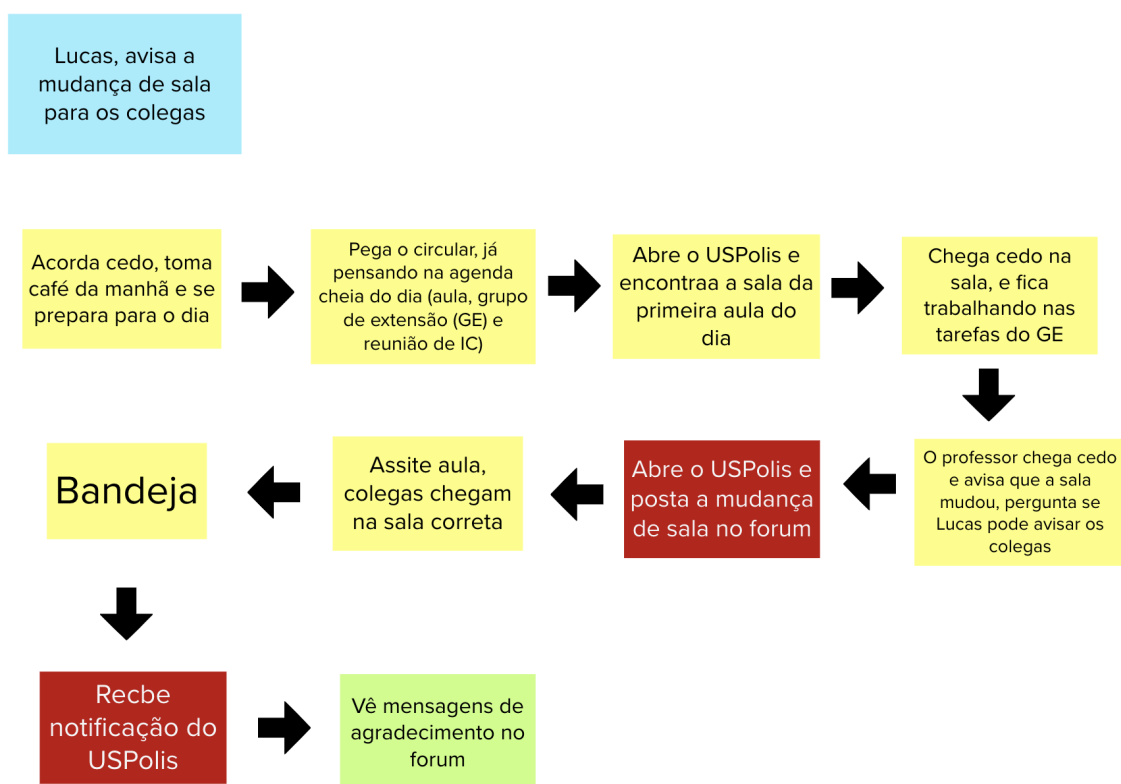 Lucas, avisa a
mudança de sala
para os colegas
Acorda cedo, toma
café da manhã e se
prepara para o dia
Pega o circular, já
pensando na agenda
cheia do dia (aula, grupo
de extensão (GE) e
reunião de IC)
Abre o USPolis e
encontraa a sala da
primeira aula do
dia
Chega cedo na
sala, e fica
trabalhando nas
tarefas do GE
O professor chega cedo
e avisa que a sala
mudou, pergunta se
Lucas pode avisar os
colegas
Abre o USPolis e
posta a mudança
de sala no forum
Assite aula,
colegas chegam
na sala correta
Bandeja
Recbe
notificação do
USPolis
Vê mensagens de
agradecimento no
forum